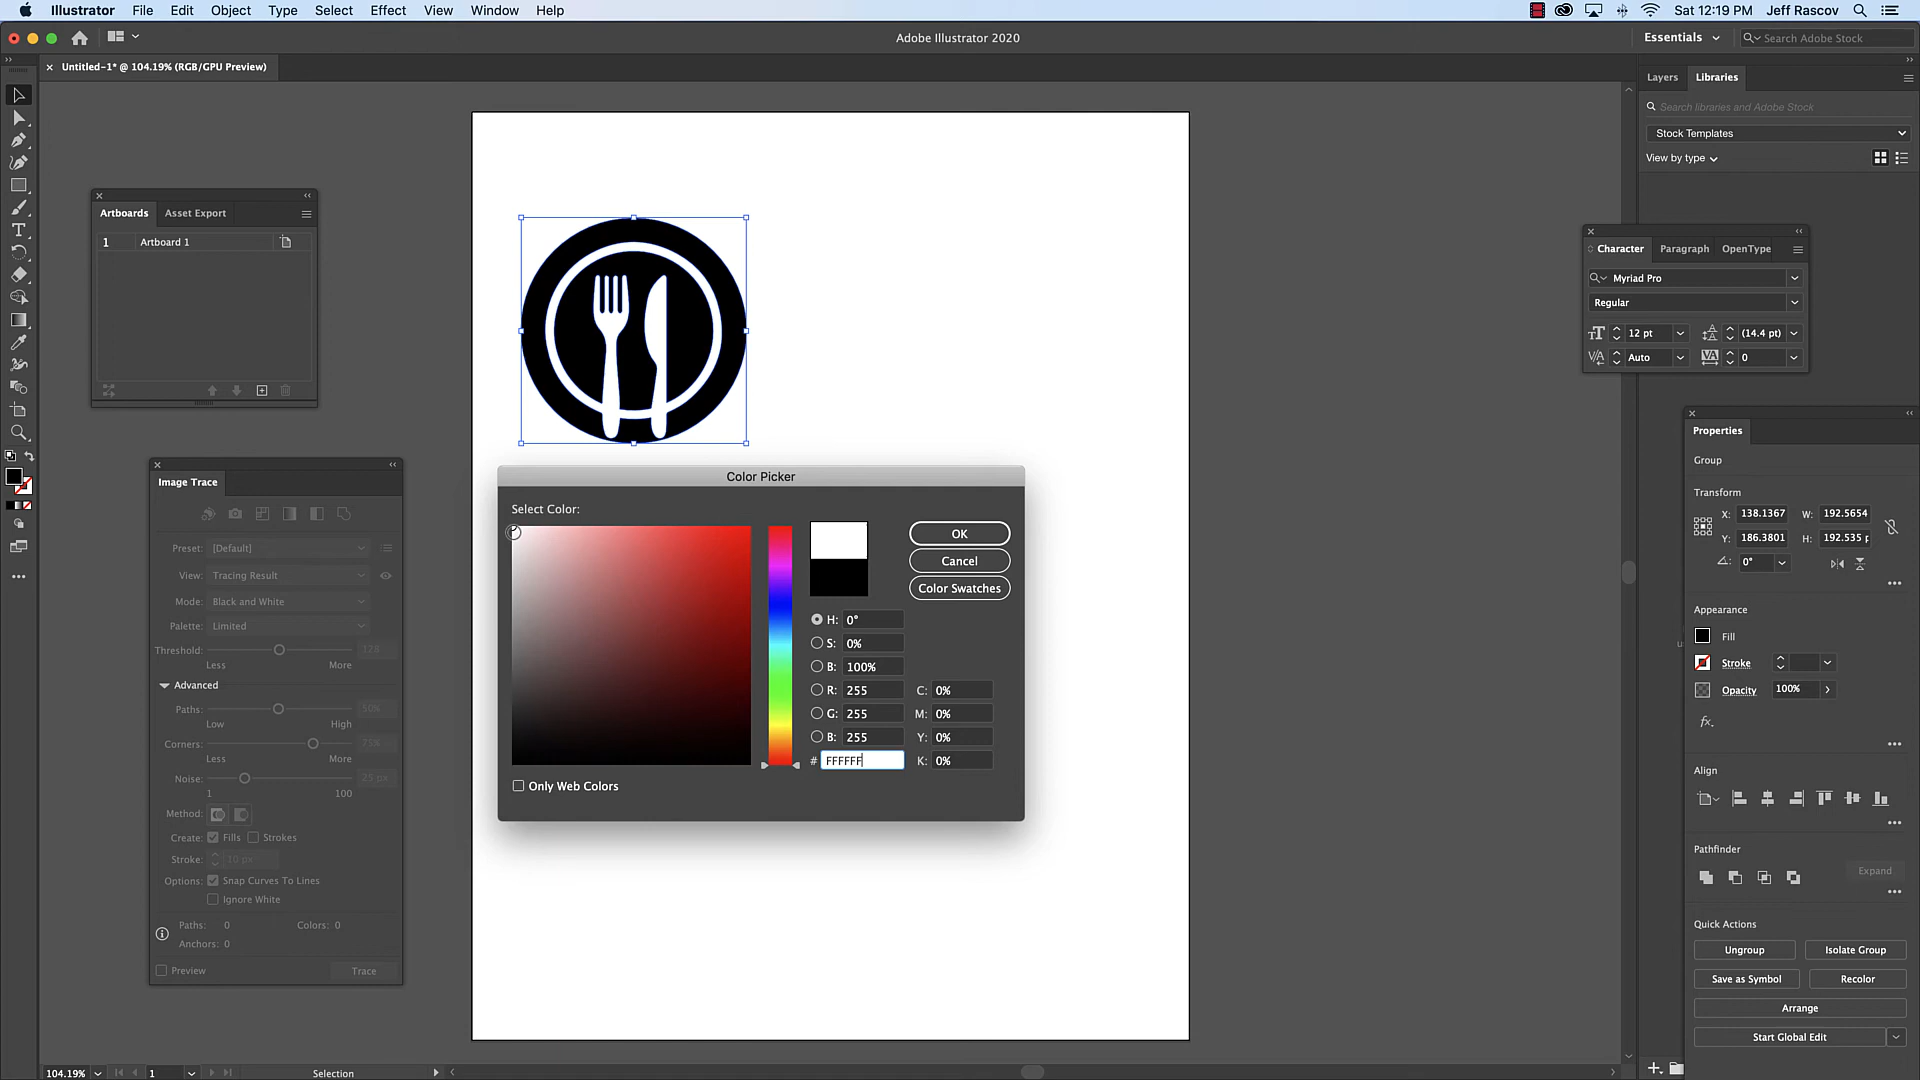 Illustrator File Edit Object Type Select Effect View Window Help
Sat 12:19 PM Jeff Rascov
Adobe Illustrator 2020
Essentials
Search Adobe Stock
Untitled-1* @ 104.19% (RGB/GPU Preview)
Layers Libraries
Search libraries and Adobe Stock
Stock Templates
View by type
Artboards Asset Export
1 Artboard 1
Character Paragraph OpenType
Myriad Pro
Regular
12 pt (14.4 pt)
Auto 0
Image Trace
Preset: [Default]
View: Tracing Result
Mode: Black and White
Palette: Limited
Threshold: 128
Less More
Advanced
Paths: 50%
Low High
Corners: 75%
Less More
Noise: 25 px
1 100
Method:
Create: Fills Strokes
Stroke: 10 px
Options: Snap Curves To Lines
Ignore White
Paths: 0 Colors: 0
Anchors: 0
Preview Trace
Color Picker
Select Color:
OK
Cancel
Color Swatches
H: 0°
S: 0%
B: 100%
R: 255 C: 0%
G: 255 M: 0%
B: 255 Y: 0%
# FFFFFF K: 0%
Only Web Colors
Properties
Group
Transform
X: 138.1367 W: 192.5654
Y: 186.3801 H: 192.535 p
0°
Appearance
Fill
Stroke
Opacity 100%
fx.
Align
Pathfinder
Expand
Quick Actions
Ungroup Isolate Group
Save as Symbol Recolor
Arrange
Start Global Edit
104.19% 1 Selection